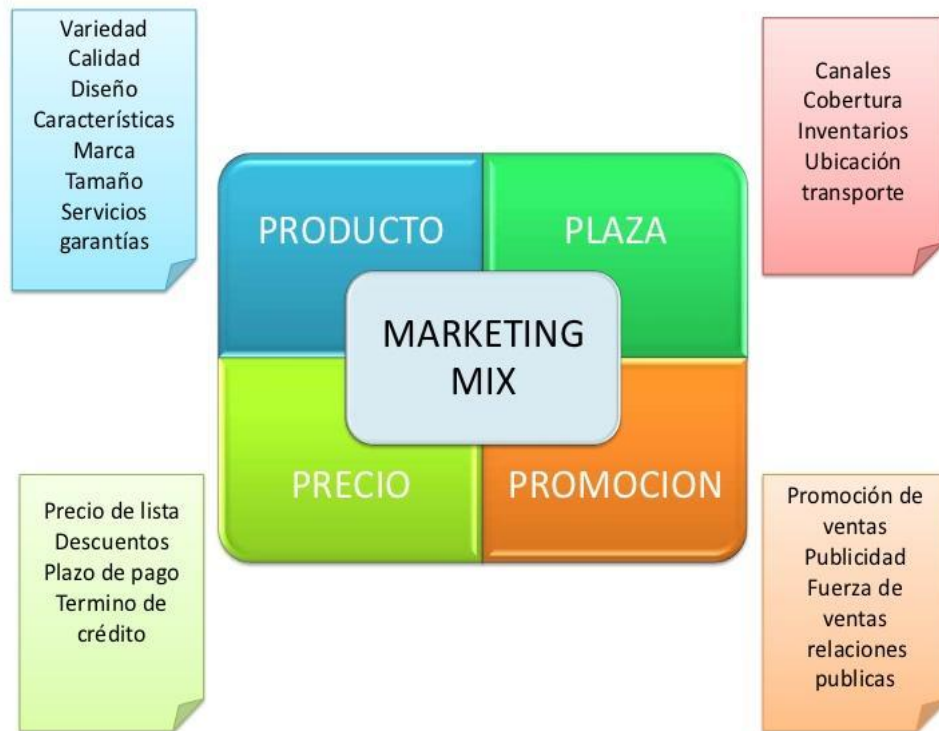 Variedad
Calidad
Diseño
Características
Marca
Tamaño
Servicios
garantías
Canales
Cobertura
Inventarios
Ubicación
transporte
PRODUCTO
PLAZA
MARKETING
MIX
PRECIO
PROMOCION
Precio de lista
Descuentos
Plazo de pago
Termino de
crédito
Promoción de
ventas
Publicidad
Fuerza de
ventas
relaciones
publicas